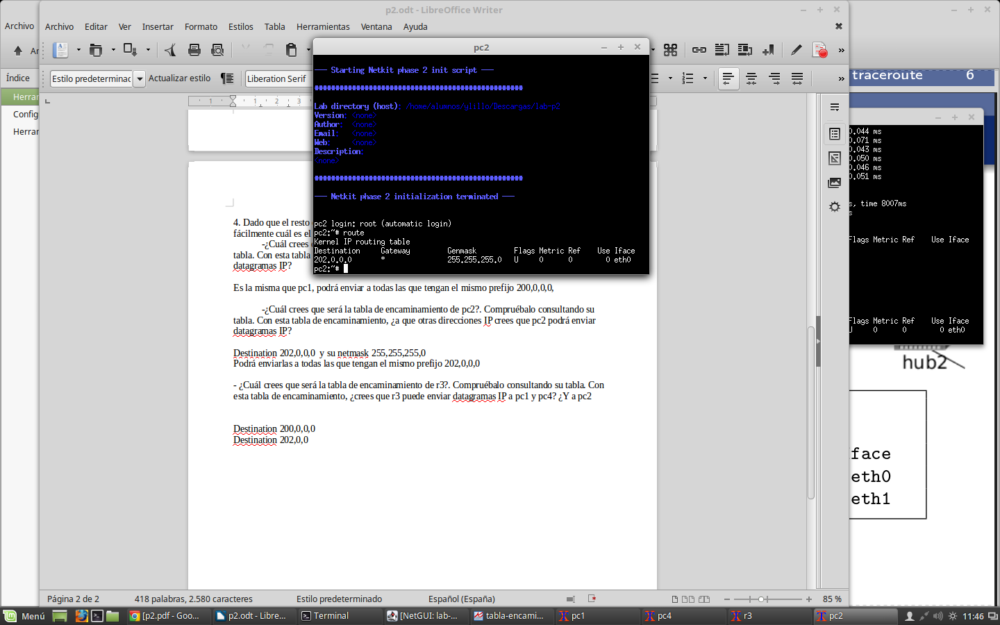 p2.odt - LibreOffice Writer
Archivo
Archivo Editar Ver Insertar Formato Estilos Tabla Herramientas Ventana Ayuda
Índice
Estilo predeterminad Actualizar estilo Liberation Serif
Herrar
Config
Herrar
pc2
--- Starting Netkit phase 2 init script ---
Lab directory (host): /home/alumnos/ylillo/Descargas/lab-p2
Version: <none>
Author: <none>
Email: <none>
Web: <none>
Description:
<none>
--- Netkit phase 2 initialization terminated ---
pc2 login: root (automatic login)
pc2:~# route
Kernel IP routing table
Destination Gateway Genmask Flags Metric Ref Use Iface
202.0.0.0 * 255.255.255.0 U 0 0 0 eth0
pc2:~#
4. Dado que el resto
fácilmente cuál es el
-¿Cuál crees
tabla. Con esta tabla
datagramas IP?
Es la misma que pc1, podrá enviar a todas las que tengan el mismo prefijo 200,0,0,0,
-¿Cuál crees que será la tabla de encaminamiento de pc2?. Compruébalo consultando su
tabla. Con esta tabla de encaminamiento, ¿a que otras direcciones IP crees que pc2 podrá enviar
datagramas IP?
Destination 202,0,0,0 y su netmask 255,255,255,0
Podrá enviarlas a todas las que tengan el mismo prefijo 202,0,0,0
- ¿Cuál crees que será la tabla de encaminamiento de r3?. Compruébalo consultando su tabla. Con
esta tabla de encaminamiento, ¿crees que r3 puede enviar datagramas IP a pc1 y pc4? ¿Y a pc2
Destination 200,0,0,0
Destination 202,0,0
traceroute 6
0.044 ms
0.071 ms
0.043 ms
0.050 ms
0.046 ms
0.051 ms
s, time 8007ms
s
Flags Metric Ref Use Iface
Flags Metric Ref Use Iface
U 0 0 0 eth0
hub2
face
eth0
eth1
Página 2 de 2 418 palabras, 2.580 caracteres Estilo predeterminado Español (España) 85 %
Menú [p2.pdf - Goo... p2.odt - Libre... Terminal [NetGUI: lab-... tabla-encami... pc1 pc4 r3 pc2 11:46